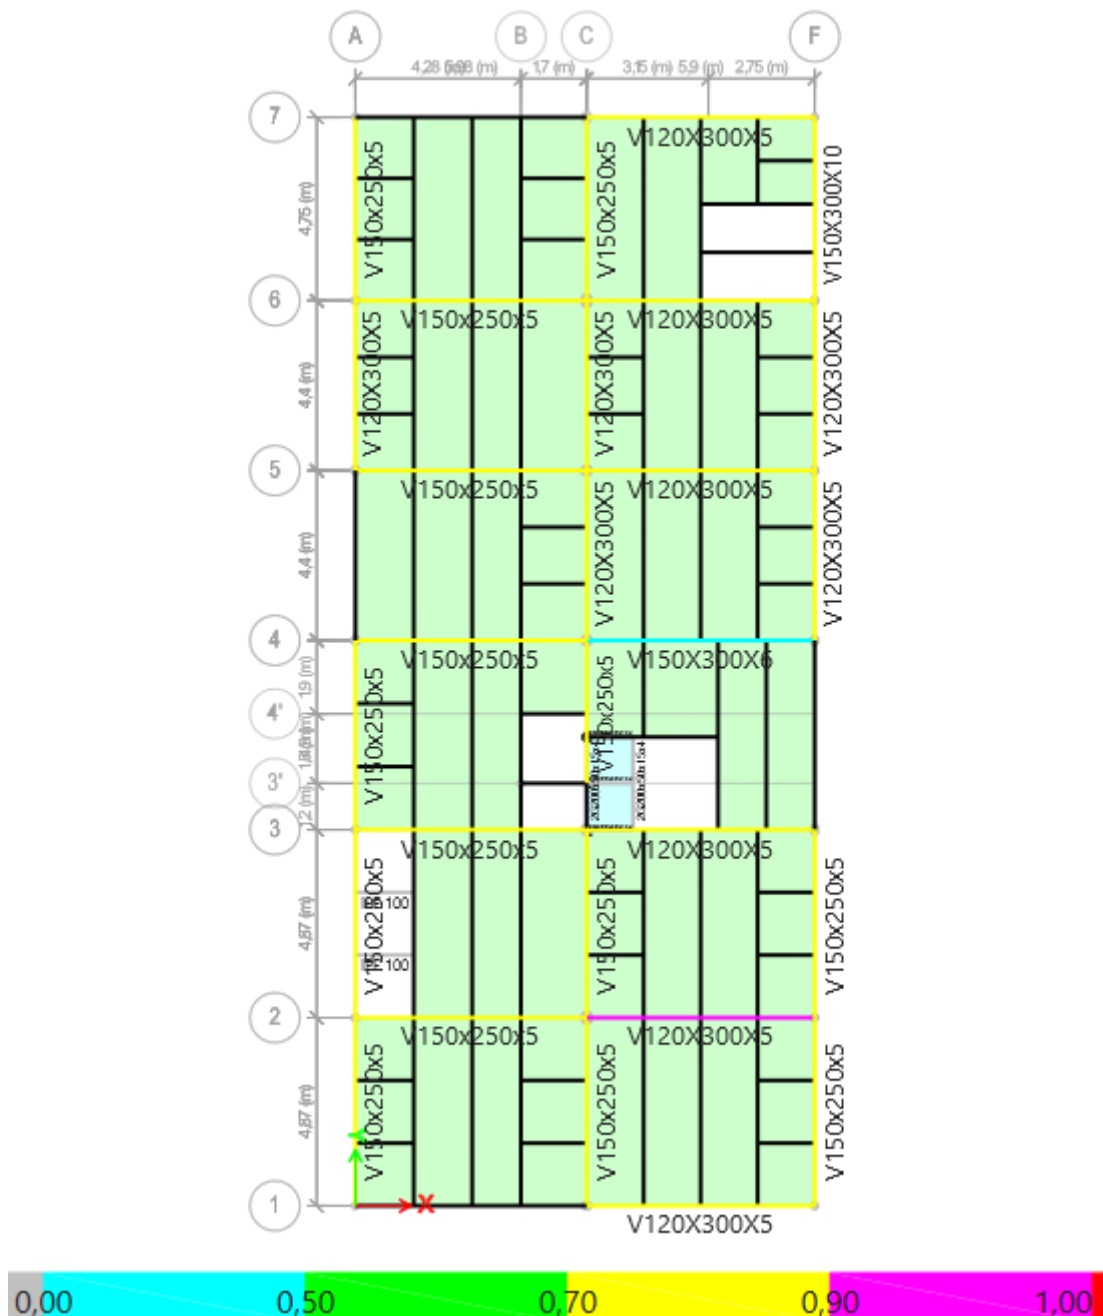 A B C F
1,7 (m) 3,15 (m) 5,9 (m) 2,75 (m)
7
V120X300X5
V150x250x5 V150x250x5 V150X300X10
4,75 (m)
6
V150x250x5 V120X300X5
V120X300X5 V120X300X5 V120X300X5
4,4 (m)
5
V150x250x5 V120X300X5
V120X300X5 V120X300X5
4,4 (m)
4
V150x250x5 V150X300X6
V150x250x5 V150x250x5
1,9 (m)
4'
3'
3
V150x250x5 V120X300X5
V150x250x5 V150x250x5 V150x250x5
100
100
4,87 (m)
2
V150x250x5 V120X300X5
V150x250x5 V150x250x5 V150x250x5
4,87 (m)
Y
1
X
V120X300X5
0,00 0,50 0,70 0,90 1,00